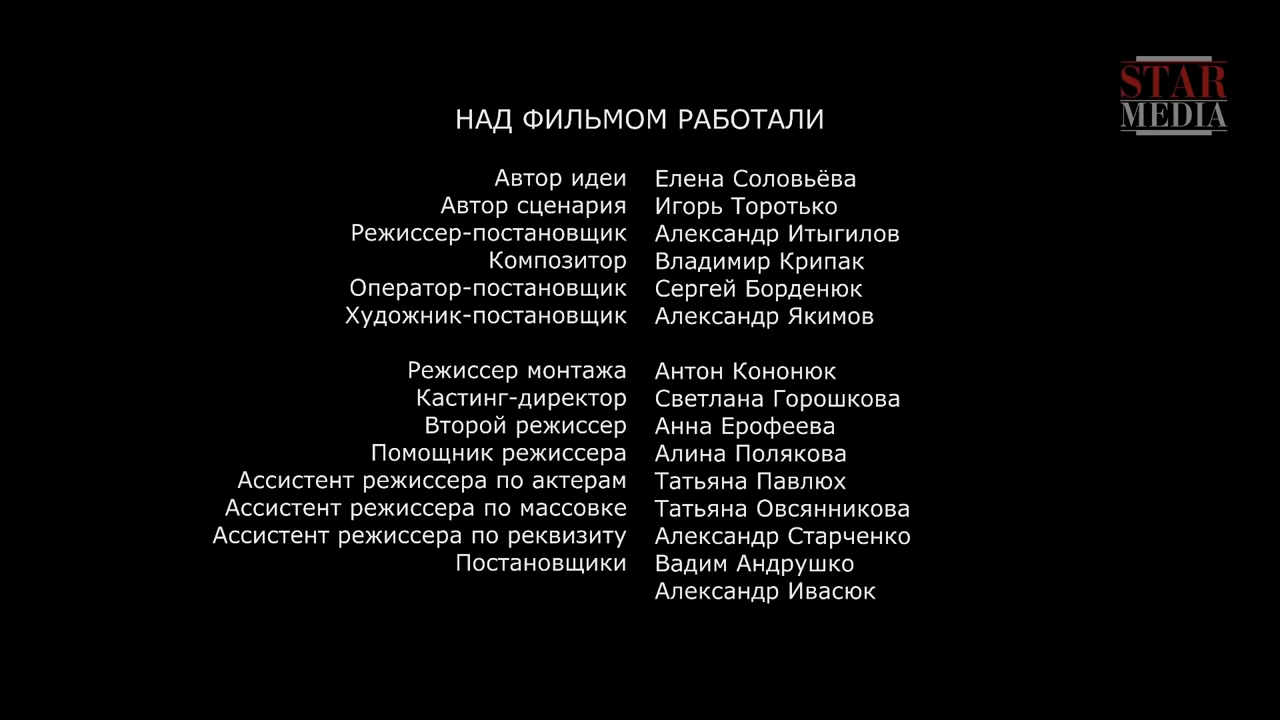 STAR
MEDIA
НАД ФИЛЬМОМ РАБОТАЛИ
Автор идеи Елена Соловьёва
Автор сценария Игорь Торотько
Режиссер-постановщик Александр Итыгилов
Композитор Владимир Крипак
Оператор-постановщик Сергей Борденюк
Художник-постановщик Александр Якимов
Режиссер монтажа Антон Кононюк
Кастинг-директор Светлана Горошкова
Второй режиссер Анна Ерофеева
Помощник режиссера Алина Полякова
Ассистент режиссера по актерам Татьяна Павлюх
Ассистент режиссера по массовке Татьяна Овсянникова
Ассистент режиссера по реквизиту Александр Старченко
Постановщики Вадим Андрушко
Александр Ивасюк